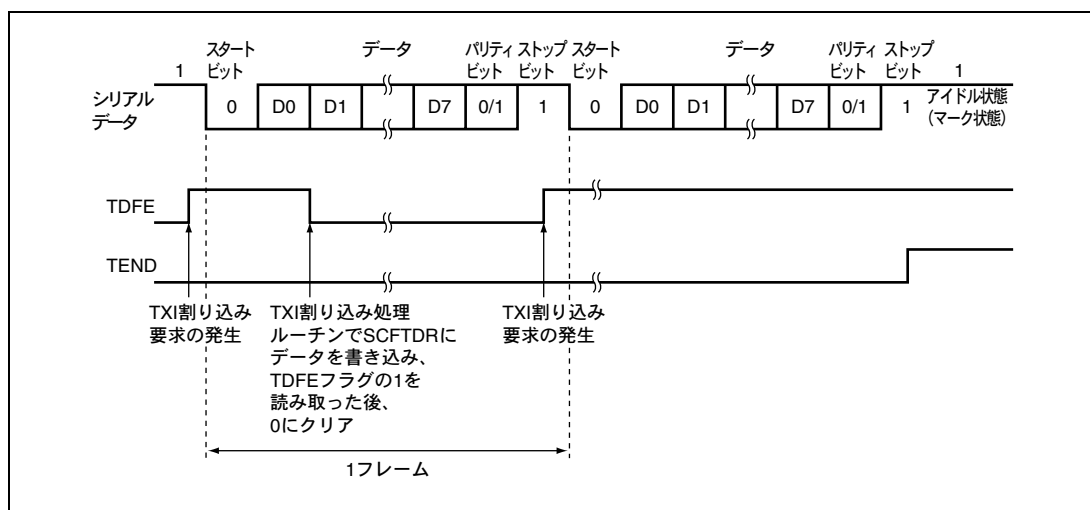 スタート
ビット
データ
パリティ
ビット
ストップ
ビット
スタート
ビット
データ
パリティ
ビット
ストップ
ビット
シリアル
データ
1
0
D0
D1
D7
0/1
1
0
D0
D1
D7
0/1
1
1
アイドル状態
(マーク状態)
TDFE
TEND
TXI割り込み
要求の発生
TXI割り込み処理
ルーチンでSCFTDRに
データを書き込み、
TDFEフラグの1を
読み取った後、
0にクリア
TXI割り込み
要求の発生
1フレーム